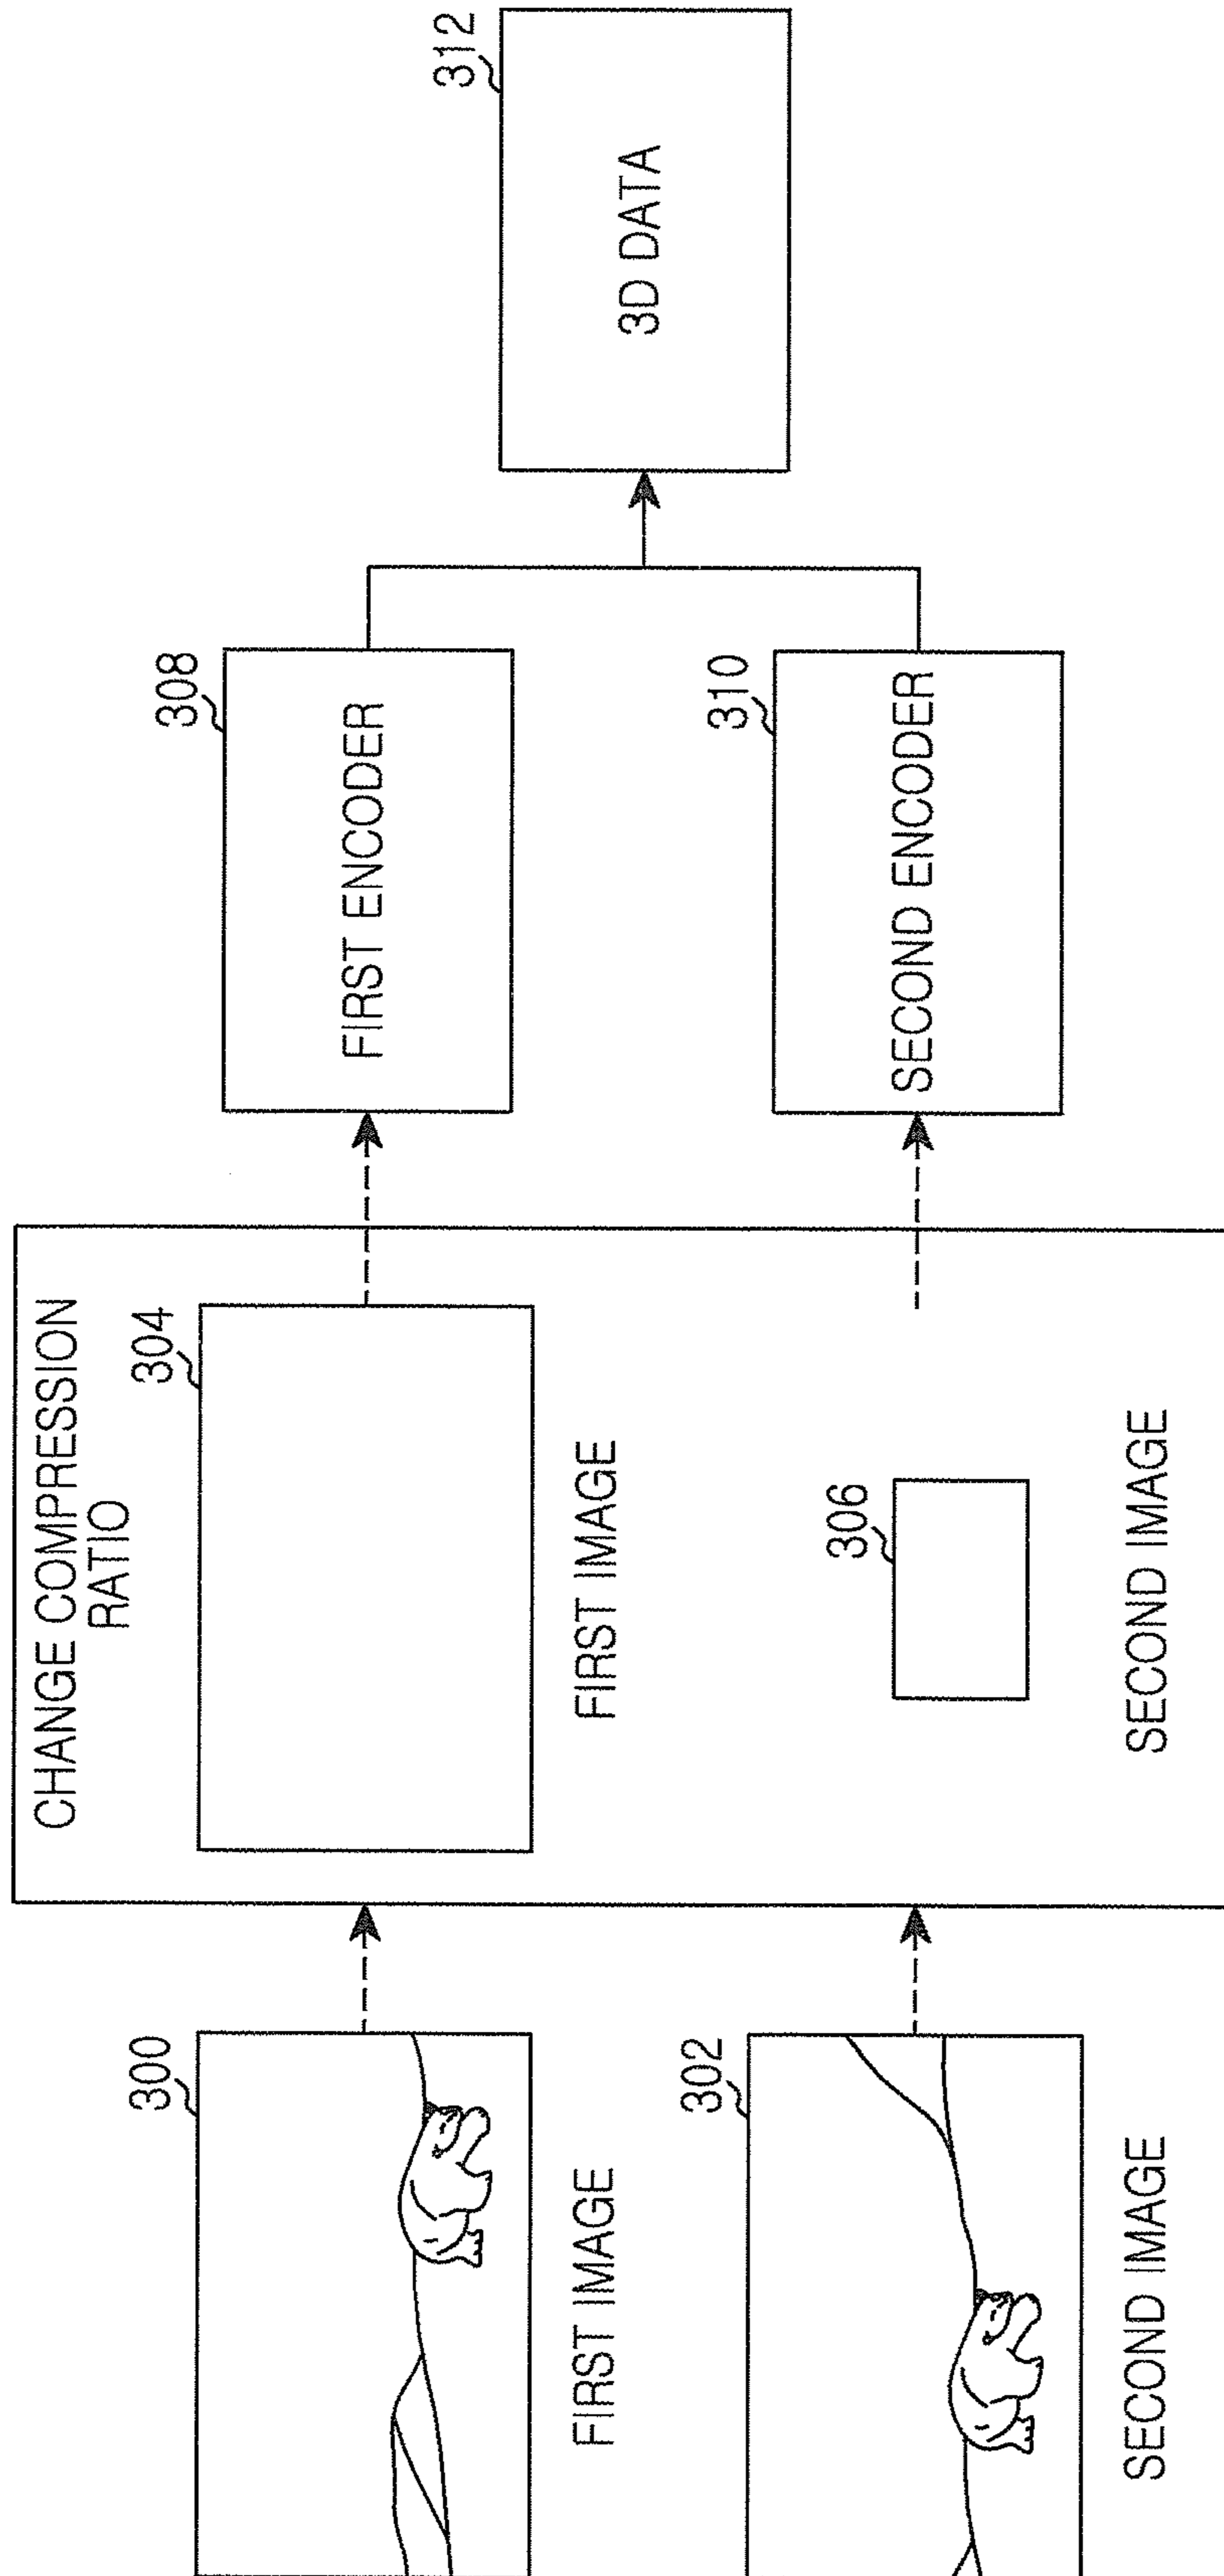 300
FIRST IMAGE
302
SECOND IMAGE
CHANGE COMPRESSION
RATIO
304
FIRST IMAGE
306
SECOND IMAGE
308
FIRST ENCODER
310
SECOND ENCODER
312
3D DATA